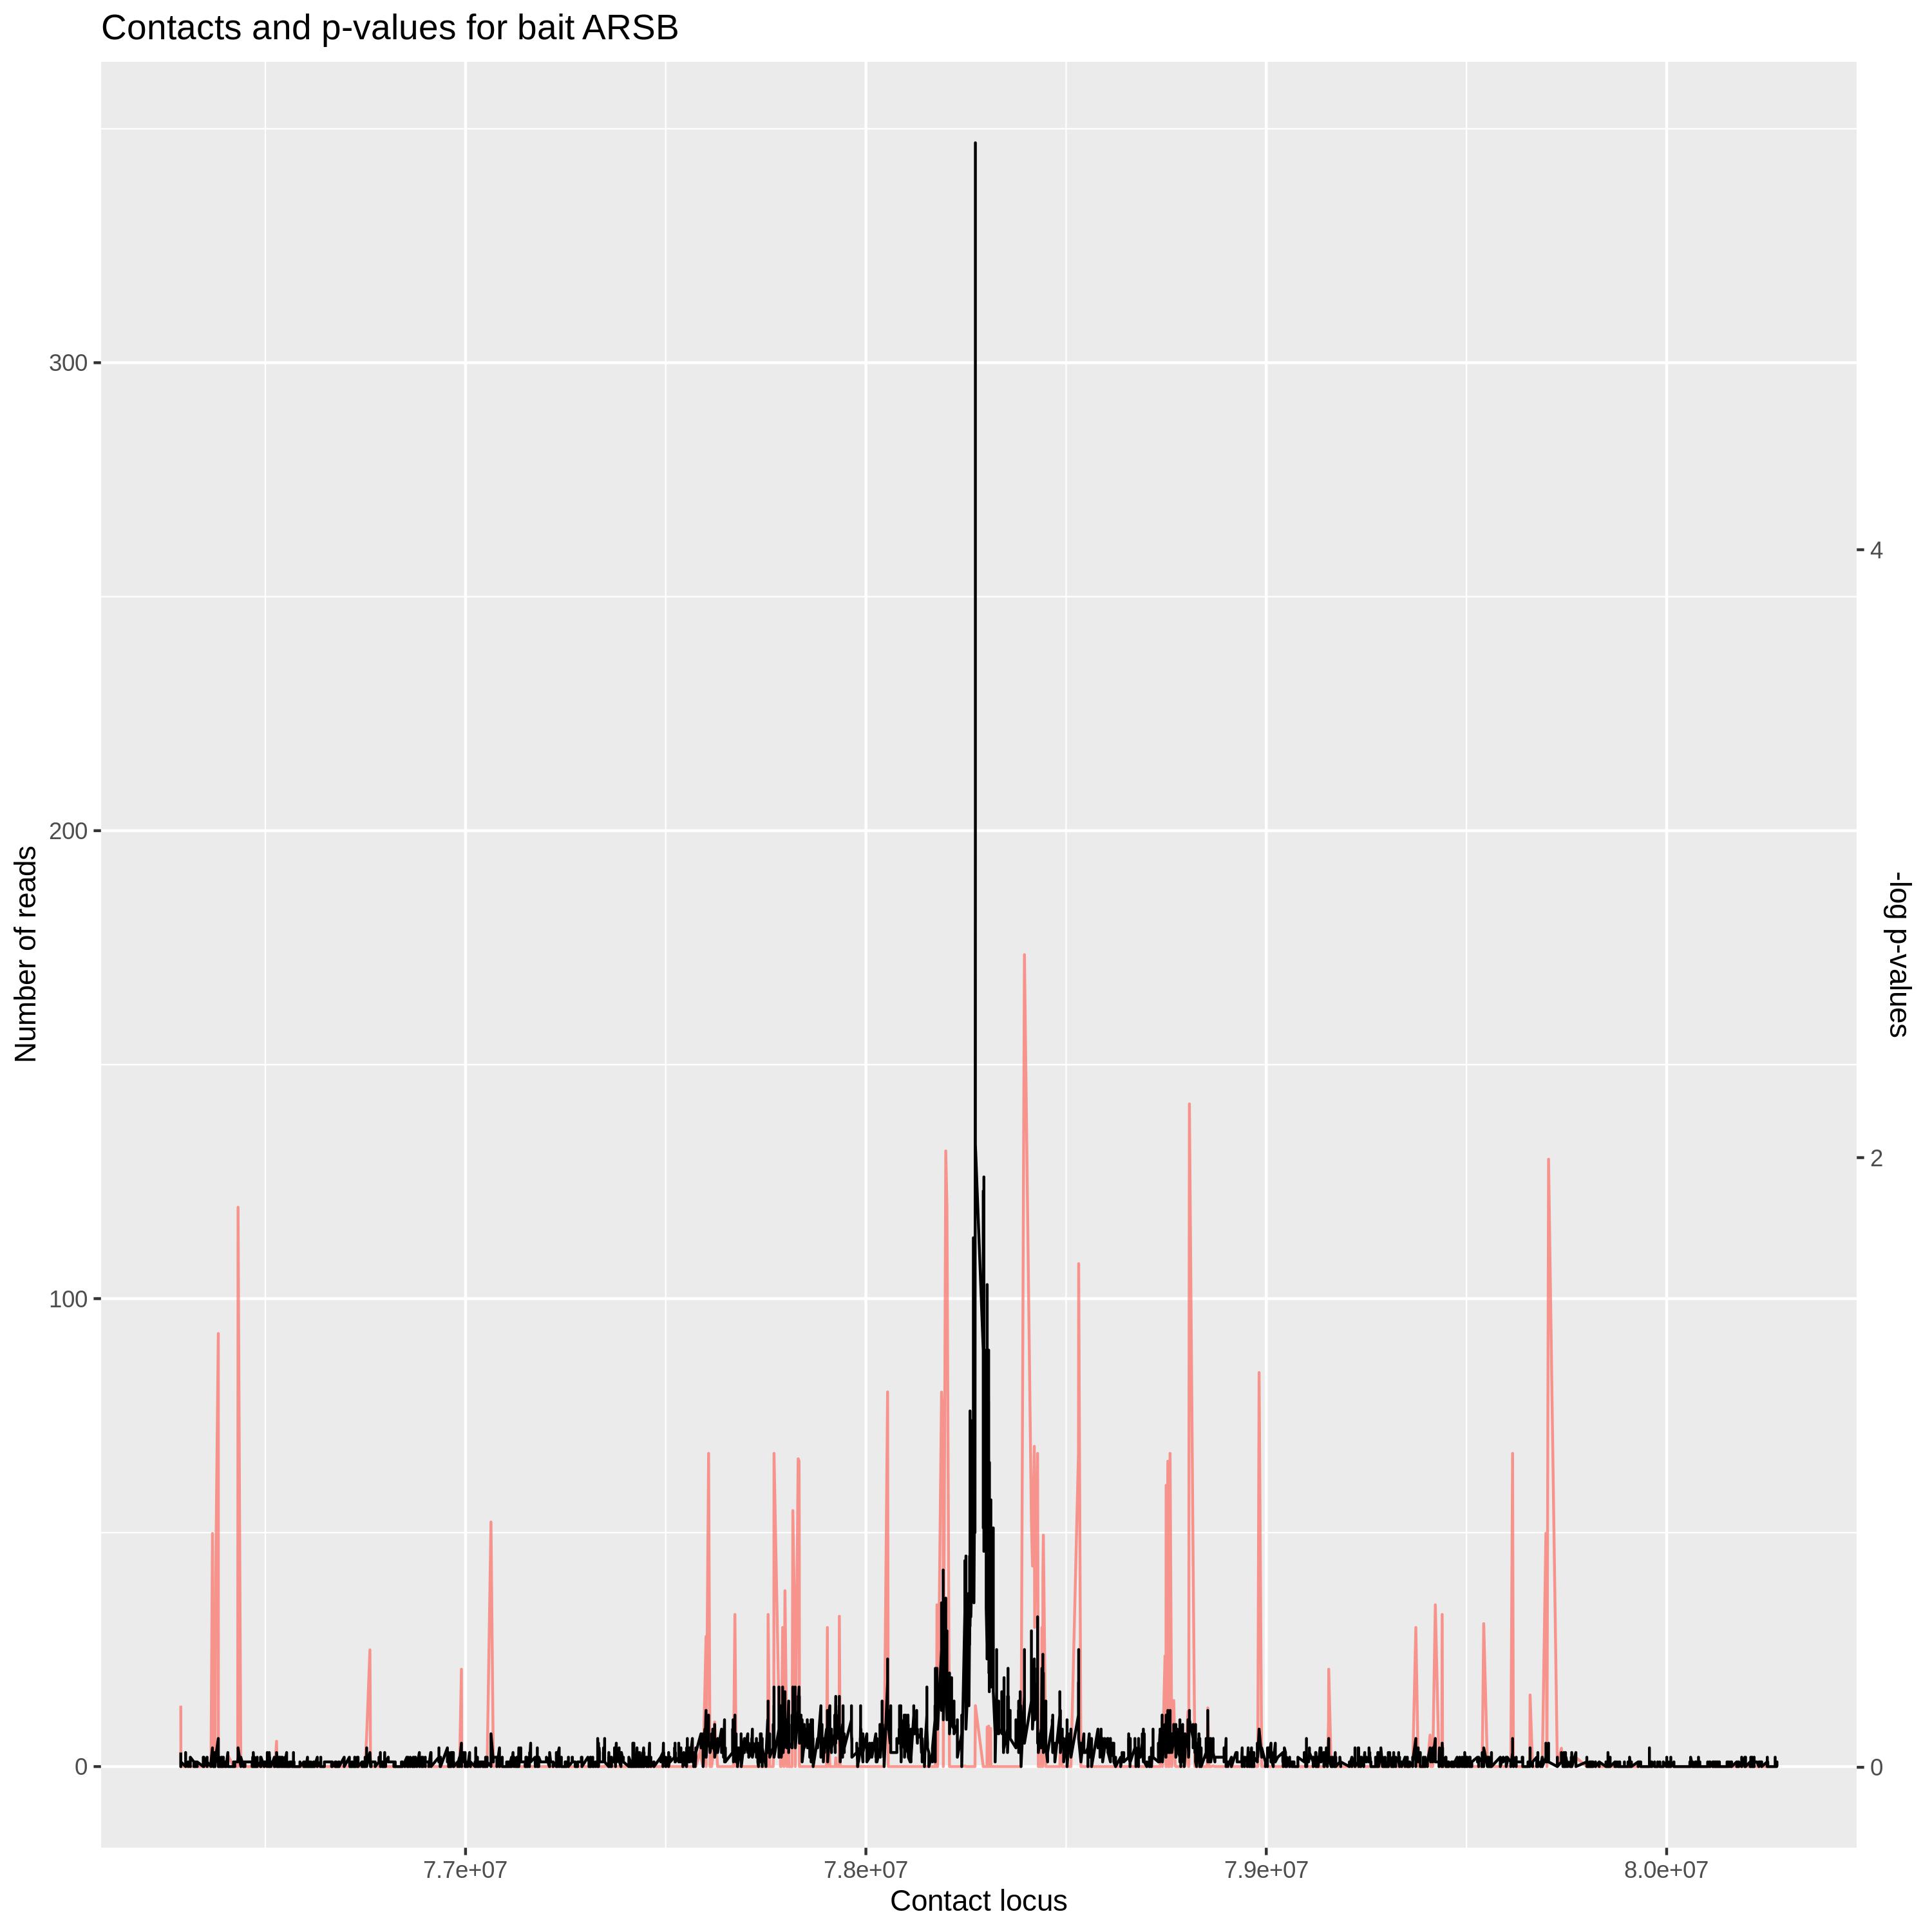 Contacts and p-values for bait ARSB
300
200
100
0
4
2
0
Number of reads
-log p-values
7.7e+07
7.8e+07
7.9e+07
8.0e+07
Contact locus